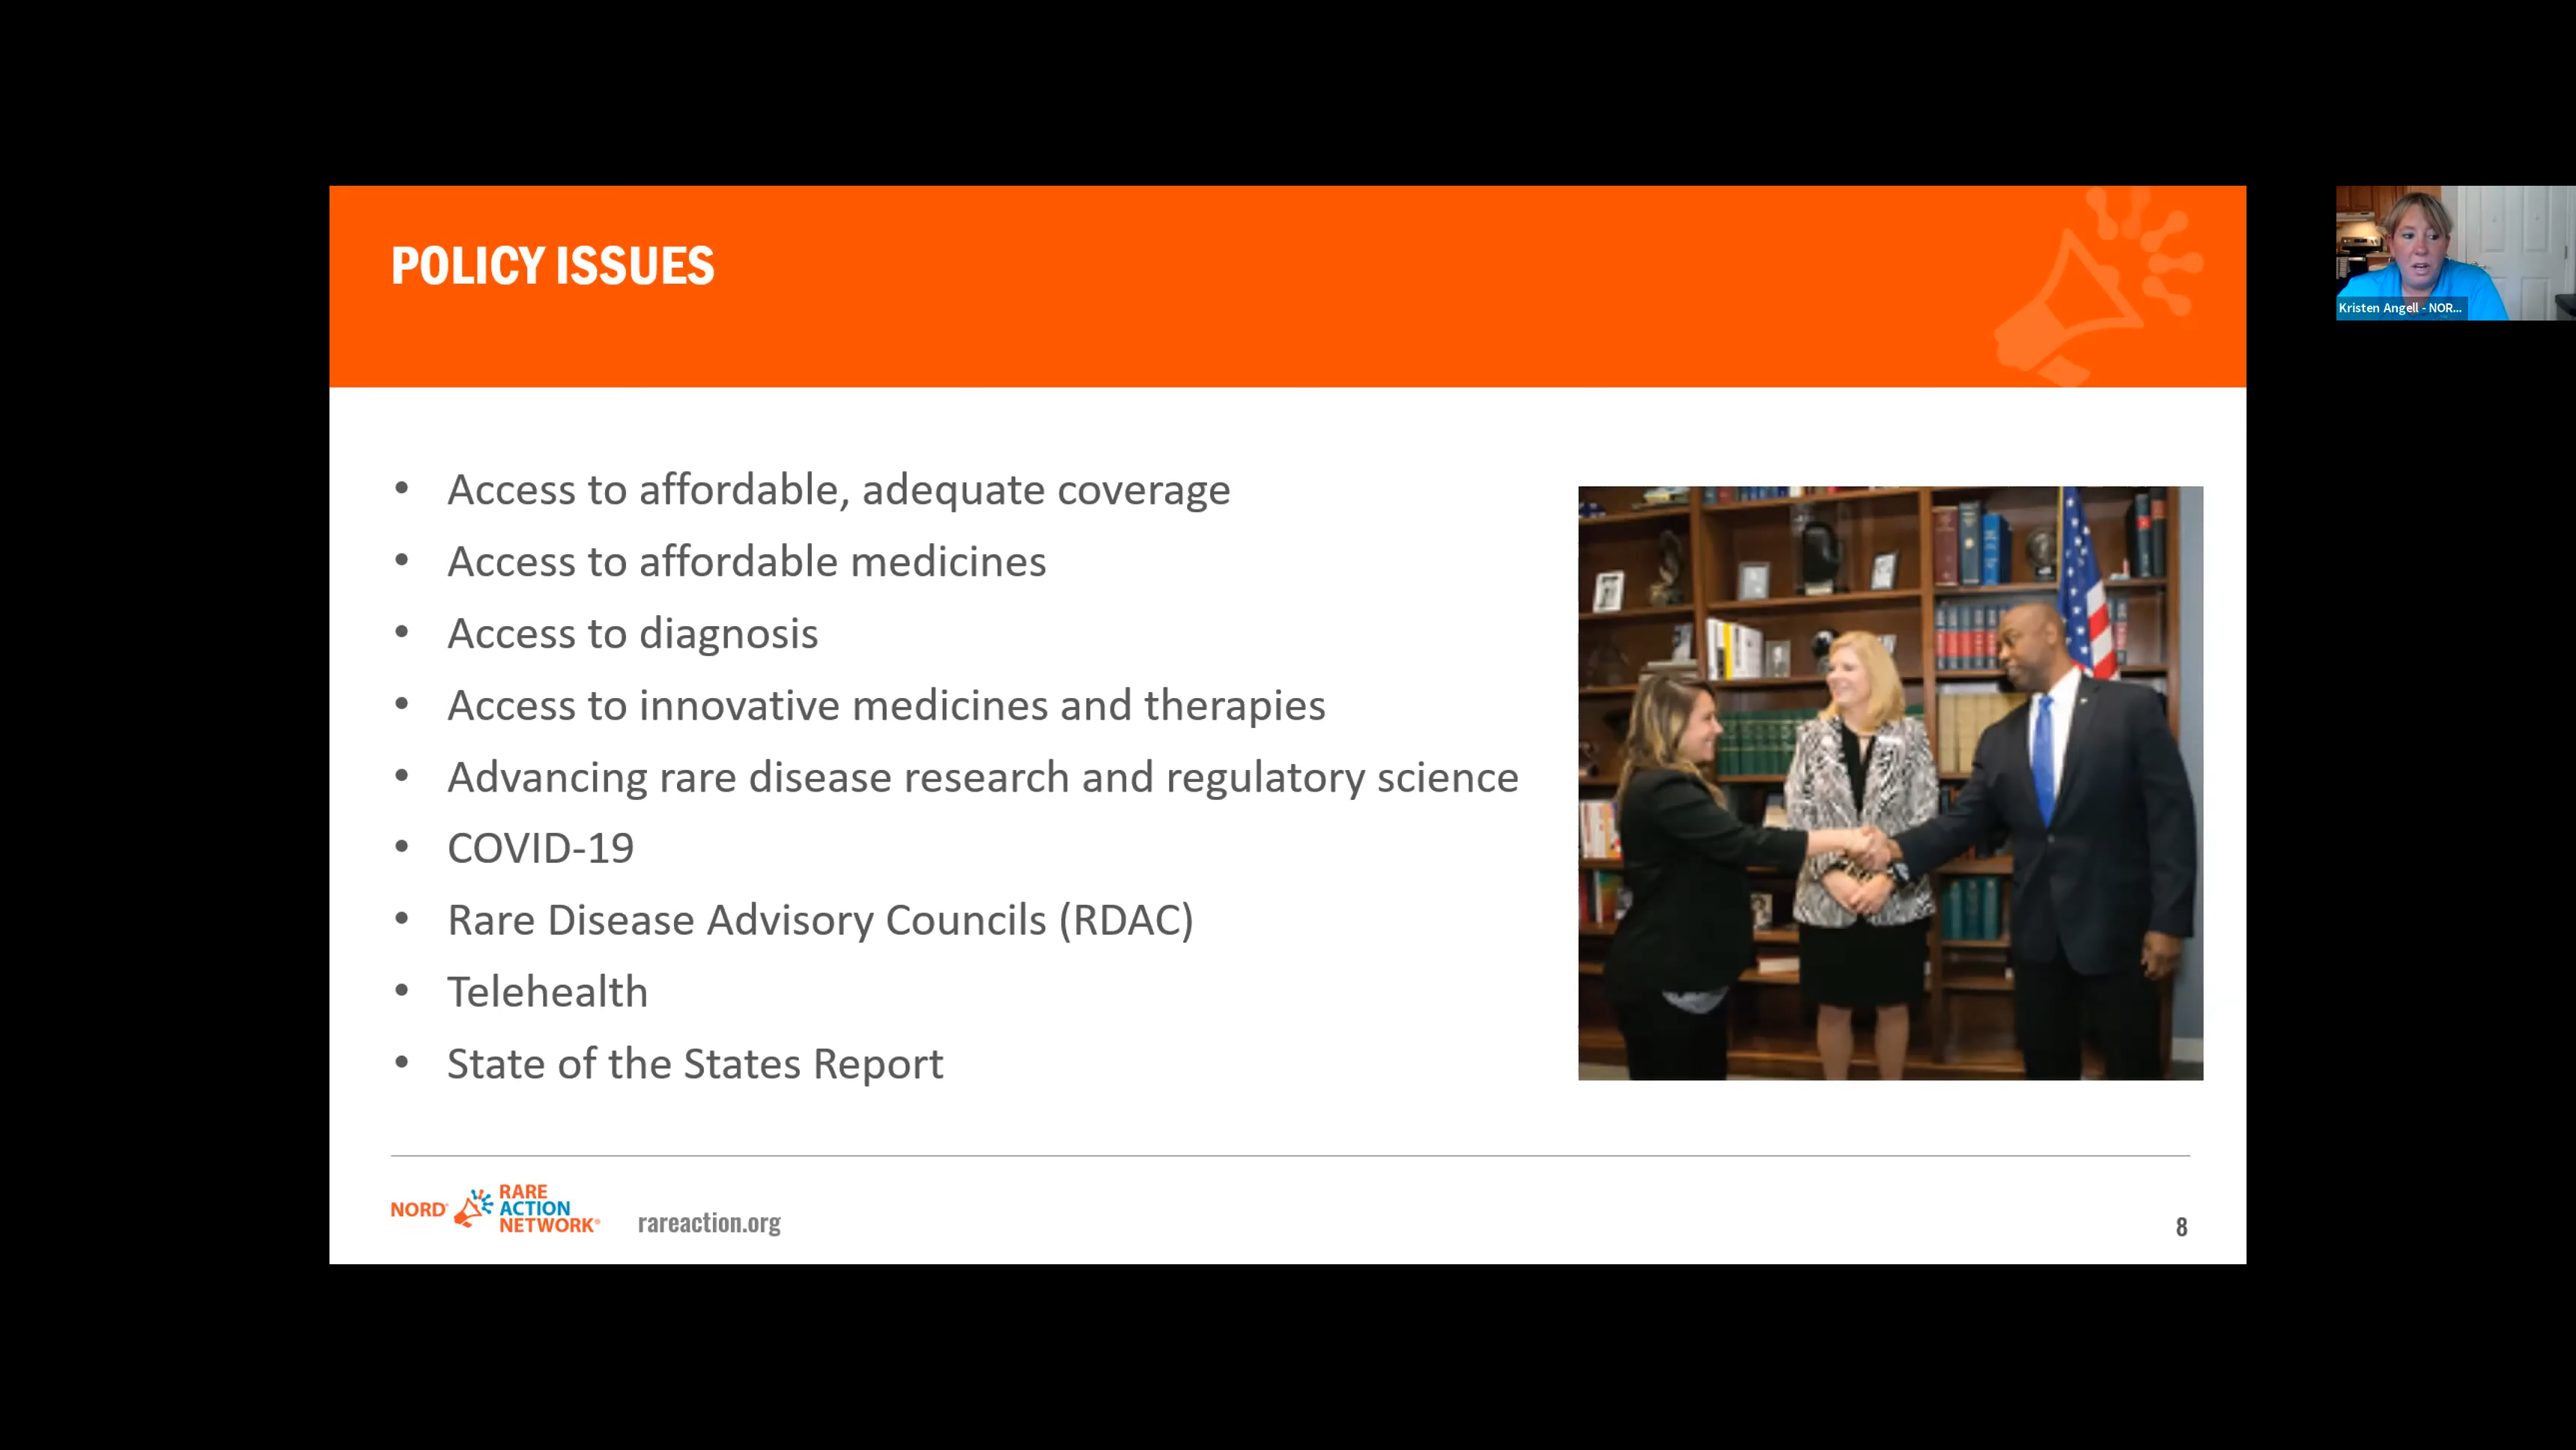 POLICY ISSUES
Kristen Angell - NOR...
• Access to affordable, adequate coverage
• Access to affordable medicines
• Access to diagnosis
• Access to innovative medicines and therapies
• Advancing rare disease research and regulatory science
• COVID-19
• Rare Disease Advisory Councils (RDAC)
• Telehealth
• State of the States Report
NORD®
RARE
ACTION
NETWORK®
rareaction.org
8